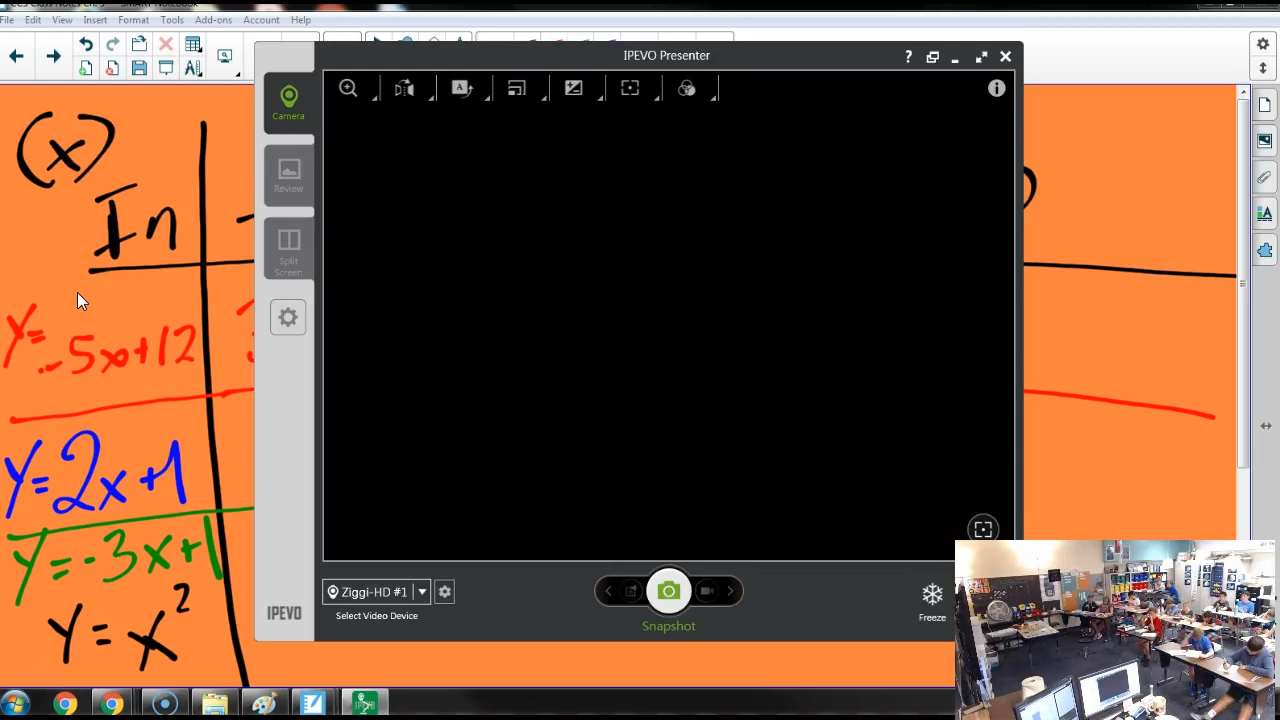 File Edit View Insert Format Tools Add-ons Account Help
IPEVO Presenter
Camera
Review
Split
Screen
IPEVO
Ziggi-HD #1
Select Video Device
Snapshot
Freeze
(x)
In
y=
-5x+12
y=2x+1
y=-3x+1
y=x²